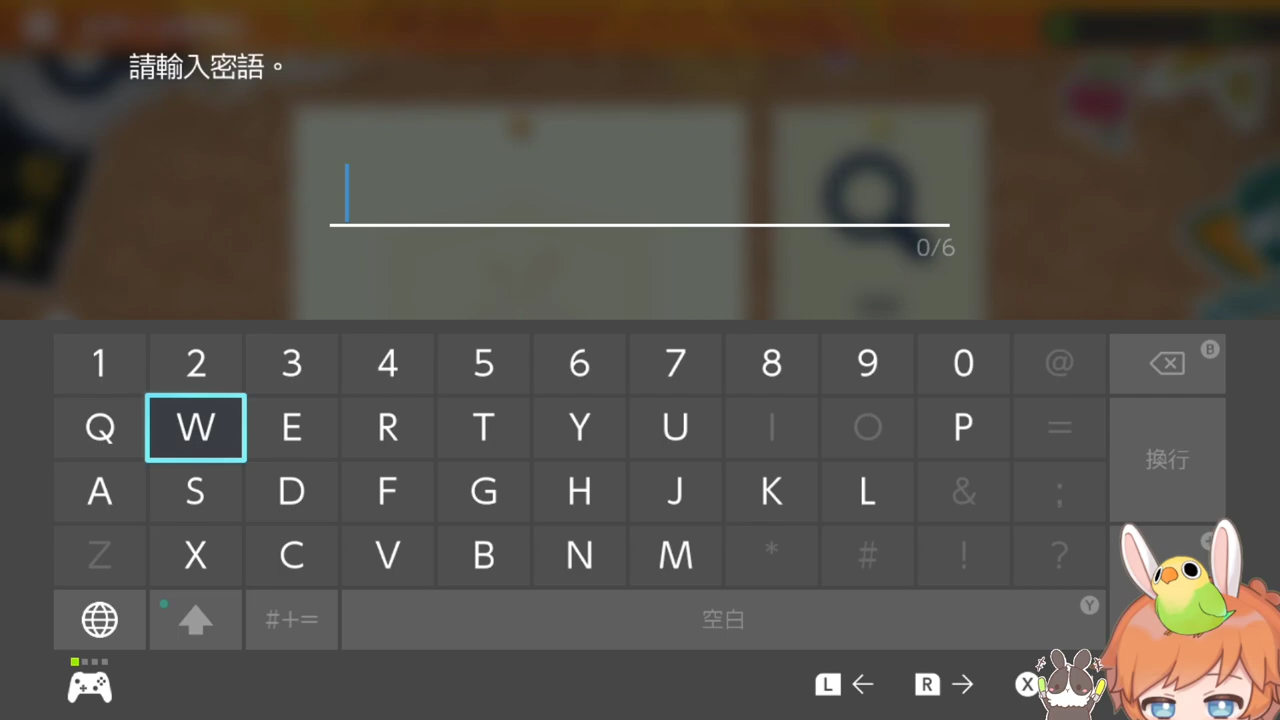 請輸入密語。
0/6
1 2 3 4 5 6 7 8 9 0 @ B
Q W E R T Y U I O P =
換行
A S D F G H J K L & ;
Z X C V B N M * # ! ?
#+= 空白 Y
L ← R → X